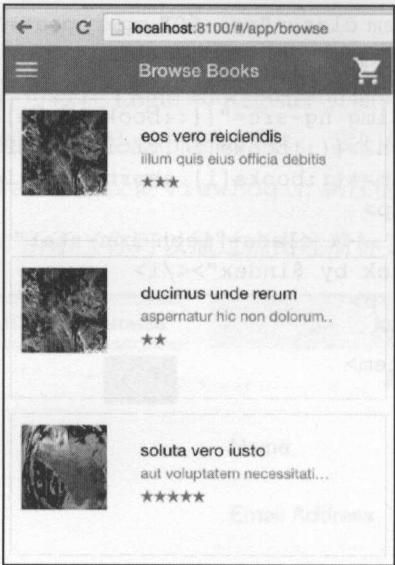 localhost:8100/#/app/browse
Browse Books
eos vero reiciendis
illum quis eius officia debitis
★★★
ducimus unde rerum
aspernatur hic non dolorum..
★★
soluta vero iusto
aut voluptatem necessitati...
★★★★★